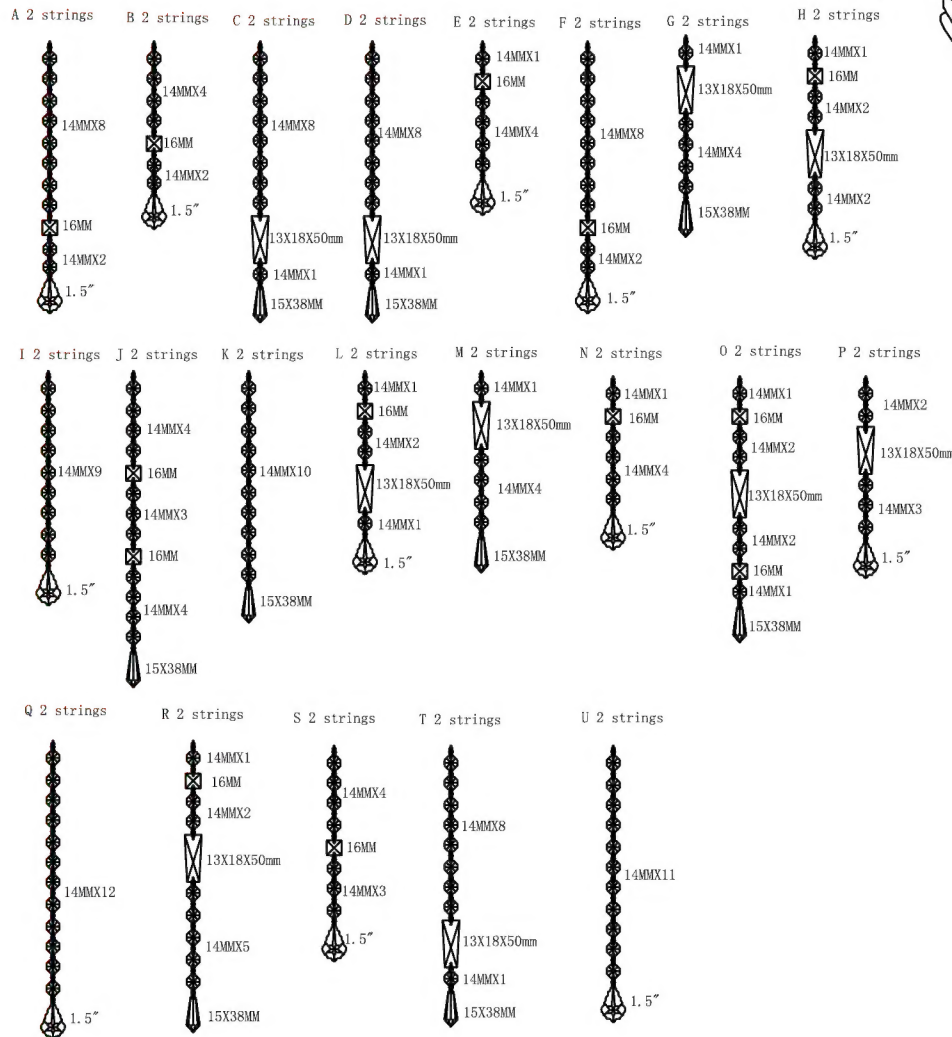 A 2 strings
14MMX8
16MM
14MMX2
1.5″
B 2 strings
14MMX4
16MM
14MMX2
1.5″
C 2 strings
14MMX8
13X18X50mm
14MMX1
15X38MM
D 2 strings
14MMX8
13X18X50mm
14MMX1
15X38MM
E 2 strings
14MMX1
16MM
14MMX4
1.5″
F 2 strings
14MMX8
16MM
14MMX2
1.5″
G 2 strings
14MMX1
13X18X50mm
14MMX4
15X38MM
H 2 strings
14MMX1
16MM
14MMX2
13X18X50mm
14MMX2
1.5″
I 2 strings
14MMX9
1.5″
J 2 strings
14MMX4
16MM
14MMX3
16MM
14MMX4
15X38MM
K 2 strings
14MMX10
15X38MM
L 2 strings
14MMX1
16MM
14MMX2
13X18X50mm
14MMX1
1.5″
M 2 strings
14MMX1
13X18X50mm
14MMX4
15X38MM
N 2 strings
14MMX1
16MM
14MMX4
1.5″
O 2 strings
14MMX1
16MM
14MMX2
13X18X50mm
14MMX2
16MM
14MMX1
15X38MM
P 2 strings
14MMX2
13X18X50mm
14MMX3
1.5″
Q 2 strings
14MMX12
1.5″
R 2 strings
14MMX1
16MM
14MMX2
13X18X50mm
14MMX5
15X38MM
S 2 strings
14MMX4
16MM
14MMX3
1.5″
T 2 strings
14MMX8
13X18X50mm
14MMX1
15X38MM
U 2 strings
14MMX11
1.5″